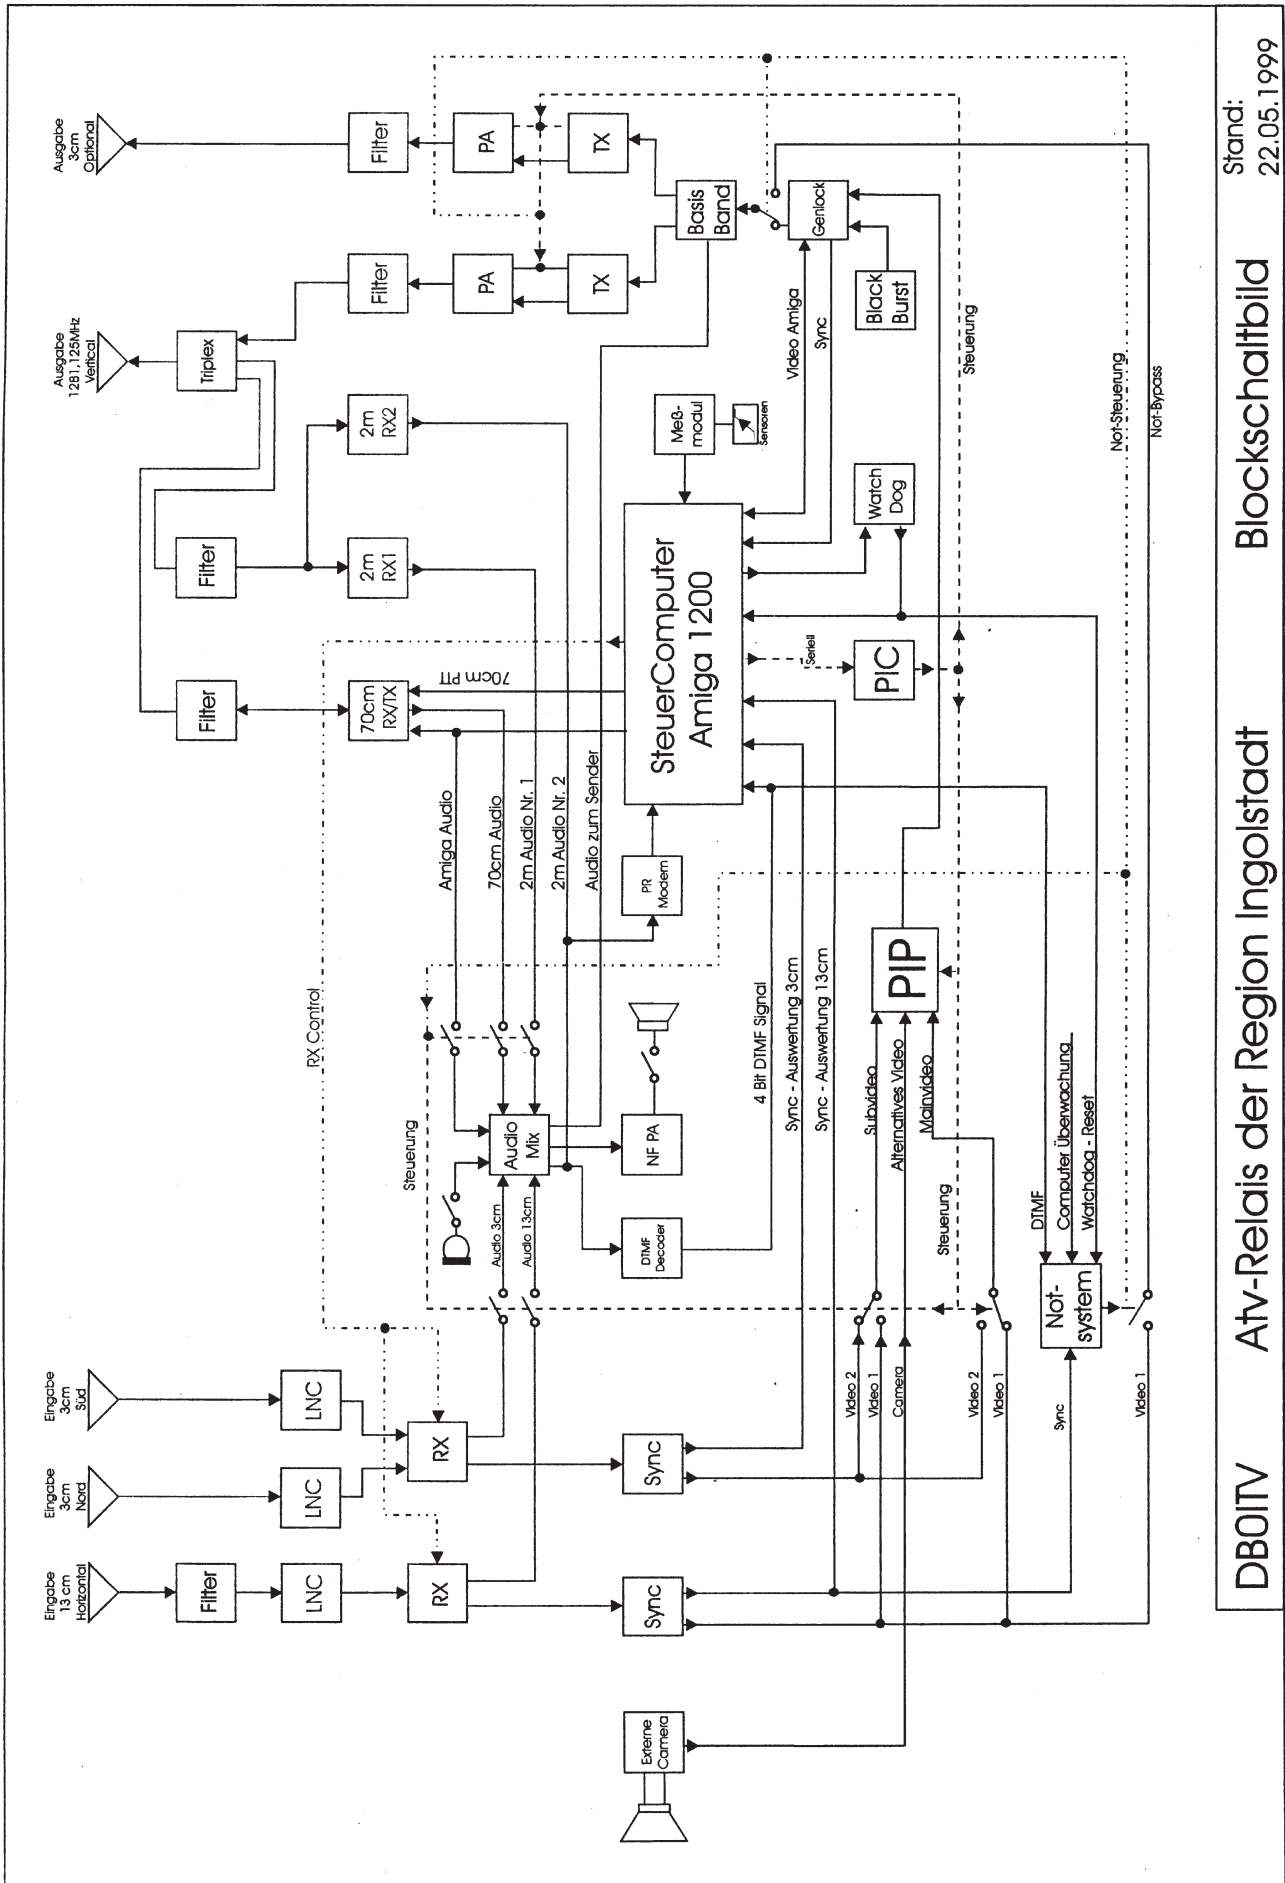 Eingabe
13 cm
Horizontal
Eingabe
3cm
Nord
Eingabe
3cm
Süd
Ausgabe
1281,125MHz
Vertical
Ausgabe
3cm
Optional
Filter
LNC
LNC
LNC
RX
RX
RX Control
Filter
Filter
Triplex
70cm
RX/TX
2m
RX1
2m
RX2
Filter
Filter
PA
PA
TX
TX
Steuerung
Amiga Audio
70cm PTT
70cm Audio
2m Audio Nr. 1
2m Audio Nr. 2
Audio zum Sender
Audio 3cm
Audio 13cm
Audio
Mix
Externe
Camera
Sync
Sync
DTMF
Decoder
NF PA
PR
Modem
SteuerComputer
Amiga 1200
Meß-
modul
Sensoren
Basis
Band
4 Bit DTMF Signal
Sync - Auswertung 3cm
Sync - Auswertung 13cm
Seriell
Video Amiga
Sync
Genlock
Video 2
Video 1
Camera
Subvideo
Alternatives Video
Mainvideo
PIP
PIC
Watch
Dog
Black
Burst
Steuerung
Steuerung
Video 2
Video 1
Sync
Not-
system
DTMF
Computer Überwachung
Watchdog - Reset
Not-Steuerung
Video 1
Not-Bypass
DB0ITV
Atv-Relais der Region Ingolstadt
Blockschaltbild
Stand:
22.05.1999